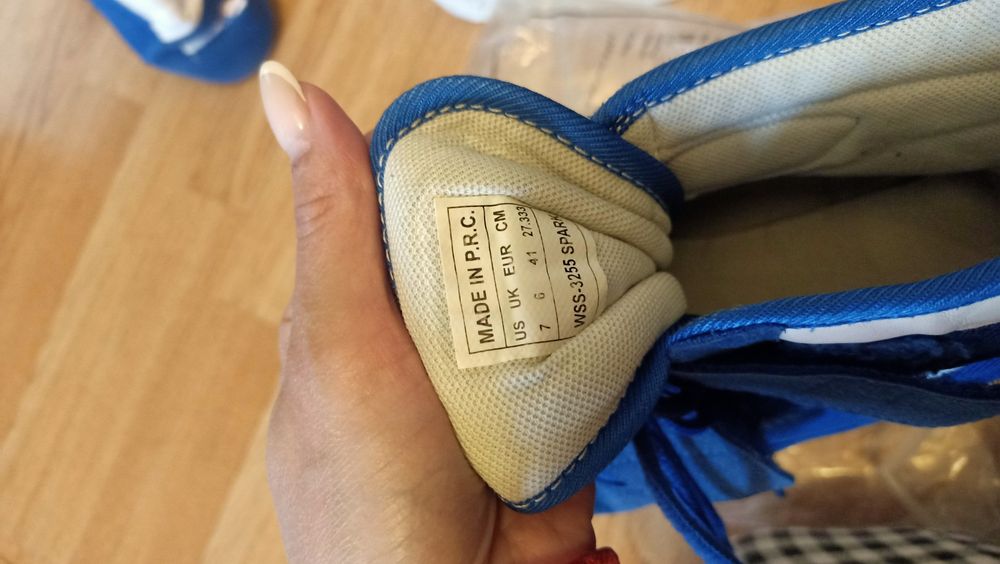 MADE IN P.R.C.
US UK EUR CM
7 6 41 27.333
WSS-3255 SPARK